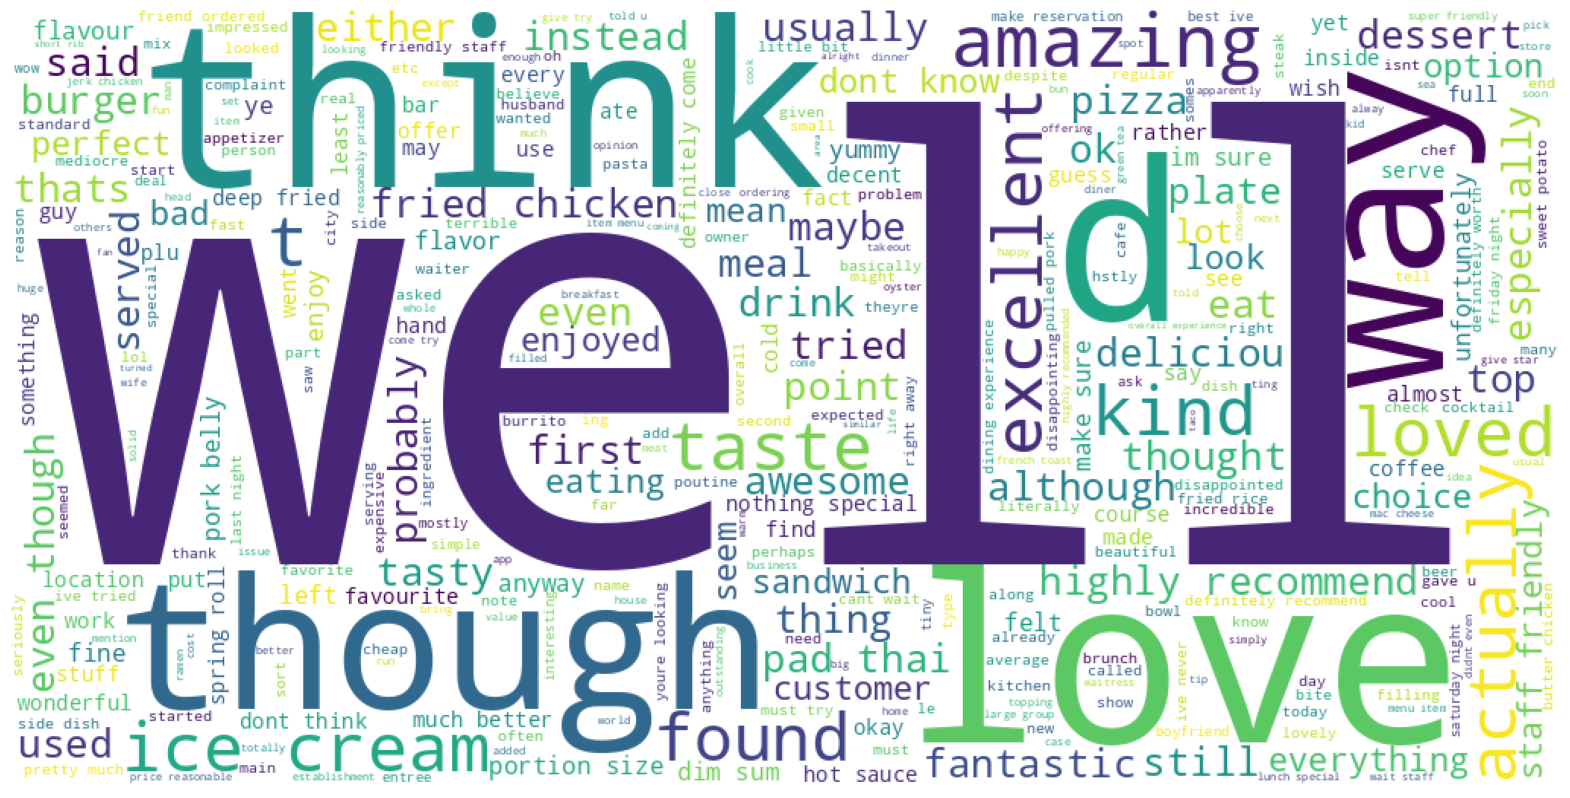 flavour
friend ordered
impressed
either
give try
told u
usually
make reservation
best ive
super friendly
pick
short rib
mix
looked
looking
friendly staff
instead
enough
oh
little bit
alright
dinner
amazing
spot
yet
dessert
store
wow
said
think
etc
every
cook
dont know
despite
regular
steak
inside
isnt
option
jerk chicken
fun
man
except
believe
bun
apparently
somes
wish
alway
sea
end
soon
burger
complaint
set
ye
real
bar
husband
wanted
ate
given
small
pizza
full
kid
standard
item
offer
much
opinion
area
offering
rather
chef
perfect
appetizer
person
least
reasonably priced
may
use
pasta
definitely come
yummy
decent
ok
guess
green tea
im sure
serve
mediocre
start
deal
head
deep fried
fried chicken
close ordering
fact
problem
diner
plate
thats
guy
bad
fast
city
side
terrible
item menu
coming
mean
maybe
owner
takeout
excellent
happy
d
cafe
lot
choose
next
way
unfortunately
especially
sweet potato
reason
others
served
plu
t
fan
flavor
waiter
meal
basically
might
oyster
pulled pork
hstly
look
see
tell
definitely worth
friday night
huge
special
went
enjoy
asked
whole
breakfast
even
enjoyed
drink
theyre
told
eat
overall experience
right
something
lol
turned
wife
part
saw
hand
come try
filled
cold
overall
tried
come
dining experience
disappointing
highly recommended
deliciou
many
well
probably
burrito
ing
second
point
expected
life
similar
right away
ask
say
dish
ting
kind
taco
almost
top
give star
solid
pork belly
add
meat
first
taste
make sure
french toast
thought
check
cocktail
loved
even though
seemed
last night
serving
expensive
ingredient
eating
poutine
awesome
although
disappointed
fried rice
coffee
usual
idea
choice
mostly
far
nothing special
find
literally
incredible
course
made
mac cheese
actually
staff friendly
butter chicken
thank
issue
simple
app
seem
warm
perhaps
business
beautiful
location
put
favorite
tasty
anyway
name
sandwich
love
highly recommend
beer
gave u
ive tried
spring roll
left
favourite
bring
note
value
house
interesting
youre looking
cant wait
tiny
type
along
definitely recommend
cool
seriously
work
mention
though
thing
felt
bowl
know
simply
fine
ramen
cost
better
cheap
run
need
anything
outstanding
already
average
brunch
called
waitress
ive never
tip
saturday night
didnt even
stuff
sort
pad thai
big
kitchen
day
bite
filling
wonderful
customer
topping
show
today
menu item
side dish
started
dont think
much better
world
must try
home
le
large group
new
boyfriend
lovely
used
ice cream
totally
often
added
found
okay
must
case
everything
pretty much
main
price reasonable
establishment
entree
portion size
dim sum
hot sauce
fantastic
still
lunch special
wait staff